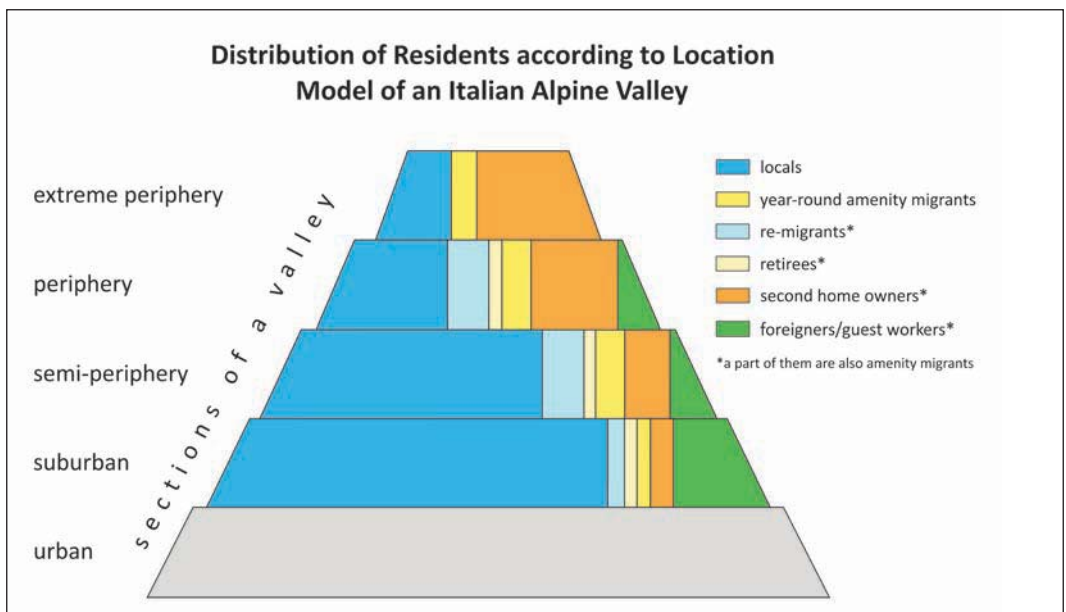 Distribution of Residents according to Location
Model of an Italian Alpine Valley
extreme periphery
periphery
semi-periphery
suburban
urban
sections of a valley
locals
year-round amenity migrants
re-migrants*
retirees*
second home owners*
foreigners/guest workers*
*a part of them are also amenity migrants